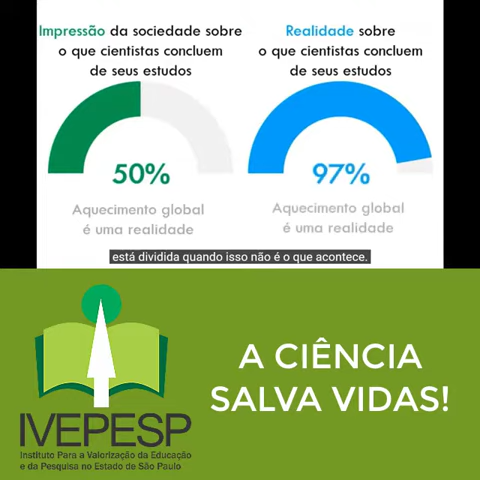 Impressão da sociedade sobre
o que cientistas concluem
de seus estudos
50%
Aquecimento global
é uma realidade
Realidade sobre
o que cientistas concluem
de seus estudos
97%
Aquecimento global
é uma realidade
está dividida quando isso não é o que acontece.
IVEPESP
Instituto Para a Valorização da Educação
e da Pesquisa no Estado de São Paulo
A CIÊNCIA
SALVA VIDAS!